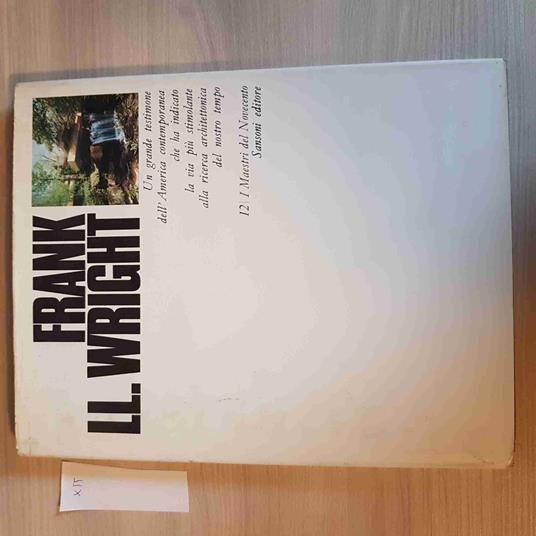 FRANK
LL. WRIGHT
Un grande testimone
dell'America contemporanea
che ha indicato
la via più stimolante
alla ricerca architettonica
del nostro tempo
12 | I Maestri del Novecento
Sansoni editore